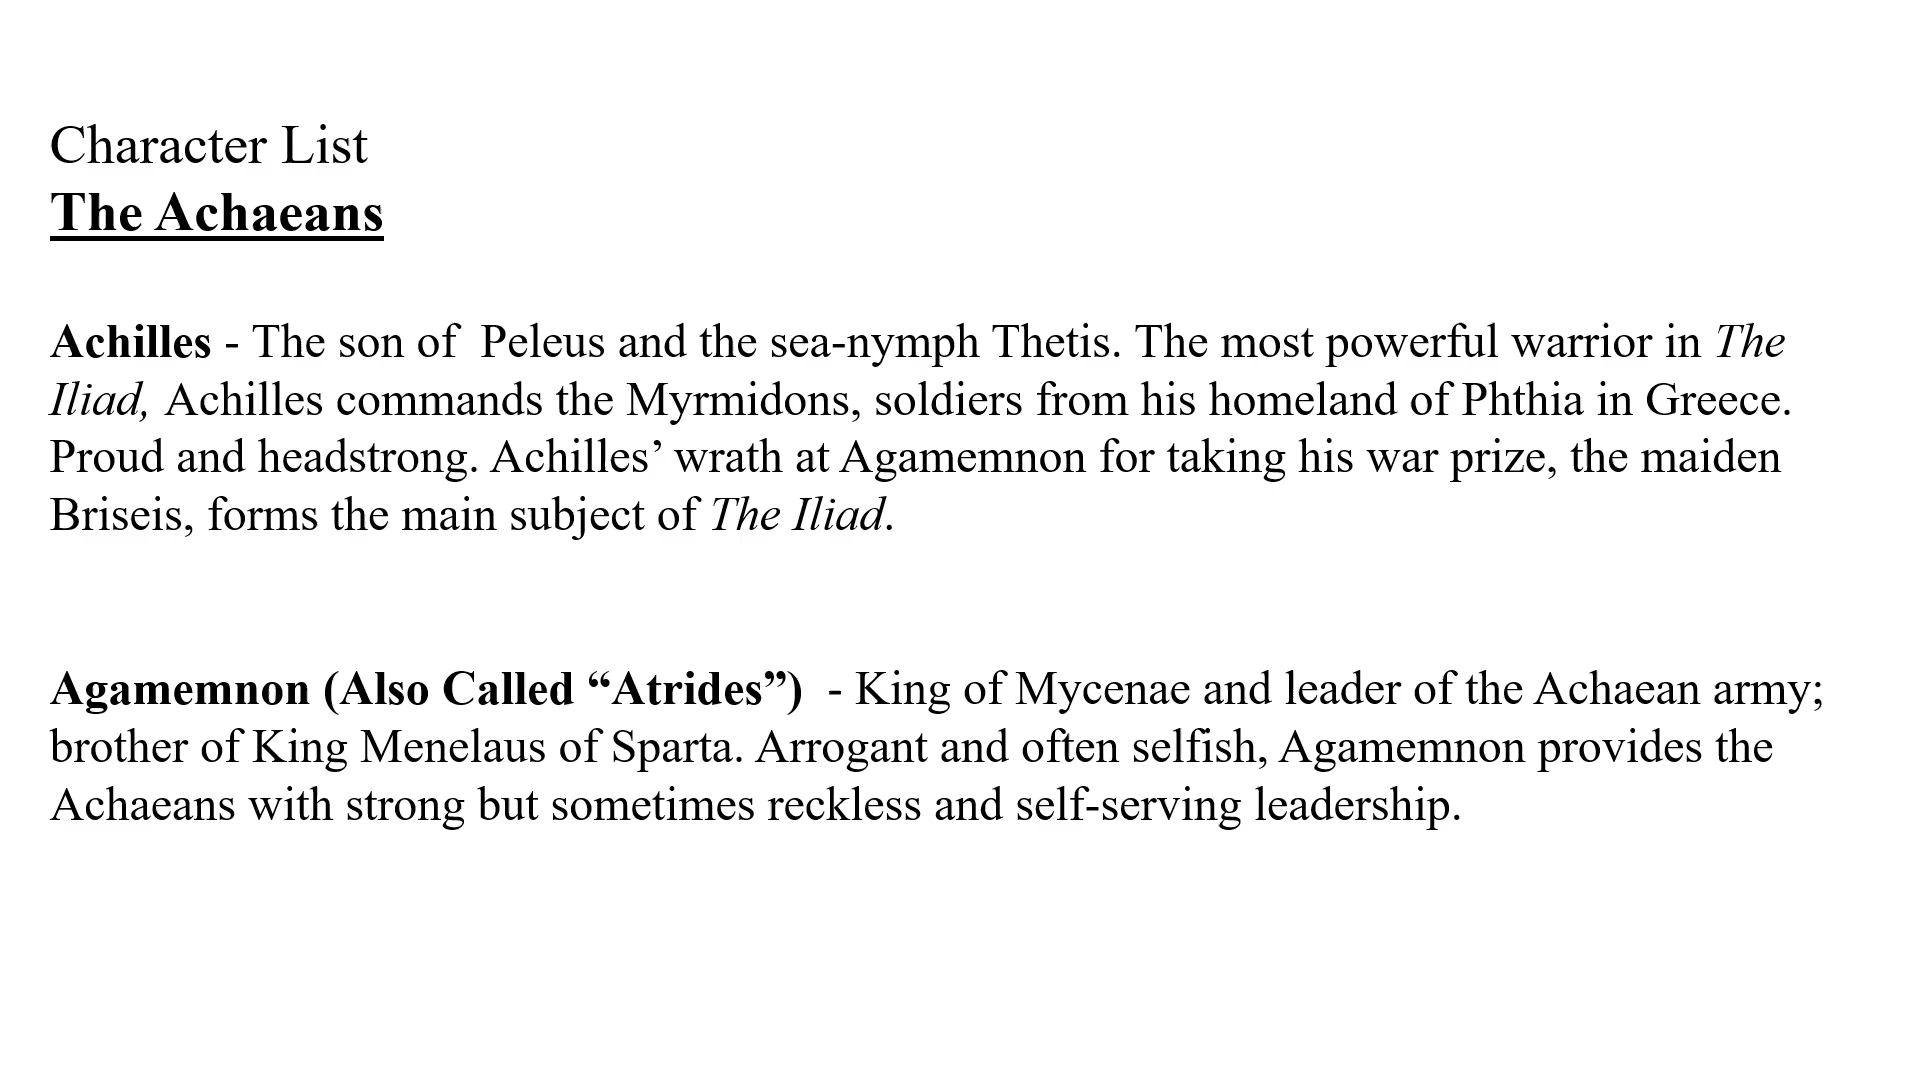 Character List
The Achaeans
Achilles - The son of  Peleus and the sea-nymph Thetis. The most powerful warrior in The
Iliad, Achilles commands the Myrmidons, soldiers from his homeland of Phthia in Greece.
Proud and headstrong. Achilles’ wrath at Agamemnon for taking his war prize, the maiden
Briseis, forms the main subject of The Iliad.
Agamemnon (Also Called “Atrides”)  - King of Mycenae and leader of the Achaean army;
brother of King Menelaus of Sparta. Arrogant and often selfish, Agamemnon provides the
Achaeans with strong but sometimes reckless and self-serving leadership.